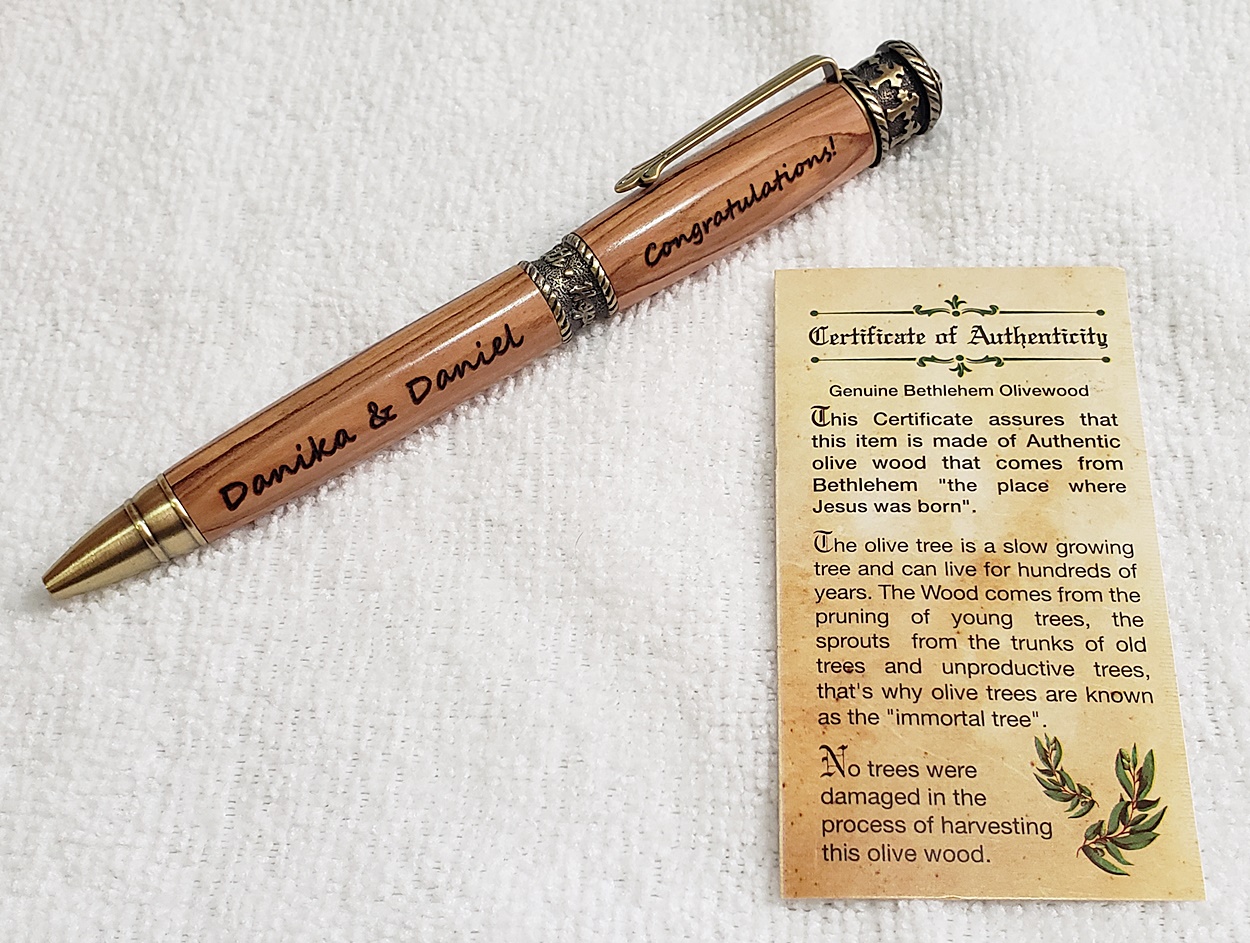 Congratulations!
Danika & Daniel
Certificate of Authenticity
Genuine Bethlehem Olivewood
This Certificate assures that
this item is made of Authentic
olive wood that comes from
Bethlehem "the place where
Jesus was born".
The olive tree is a slow growing
tree and can live for hundreds of
years. The Wood comes from the
pruning of young trees, the
sprouts from the trunks of old
trees and unproductive trees,
that's why olive trees are known
as the "immortal tree".
No trees were
damaged in the
process of harvesting
this olive wood.